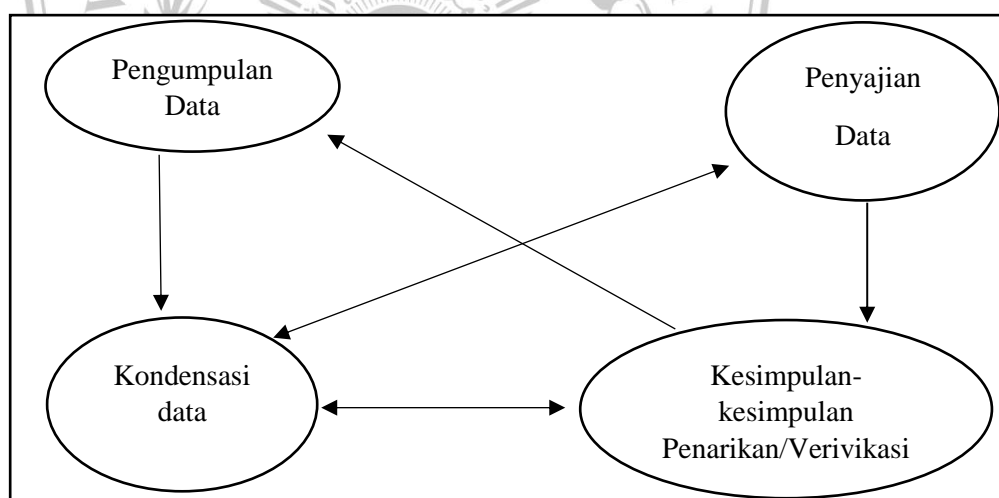 Pengumpulan
Data
Penyajian
Data
Kondensasi
data
Kesimpulan-
kesimpulan
Penarikan/Verivikasi